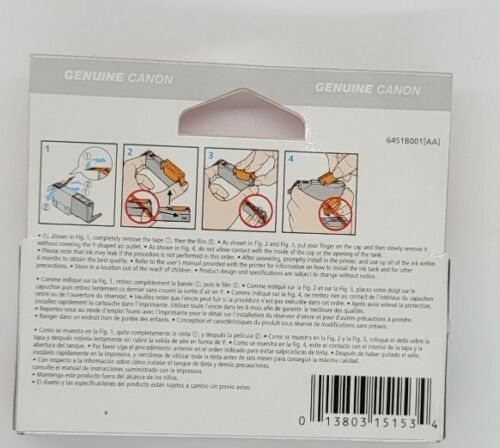 GENUINE CANON
GENUINE CANON
6451B001[AA]
1
2
3
4
① ② ① ②
• As shown in Fig. 1, completely remove the tape ①, then the film ②. • As shown in Fig. 2 and Fig. 3, put your finger on the cap and then slowly remove it
without covering the Y-shaped air outlet. • As shown in Fig. 4, do not allow contact with the inside of the cap or the opening of the tank.
• Please note that ink may leak if the procedure is not performed in this order. • After unsealing, promptly install in the printer, and use up all of the ink within
6 months to obtain the best quality. • Refer to the user's manual provided with the printer for information on how to install the ink tank and for other
precautions. • Store in a location out of the reach of children. • Product design and specifications are subject to change without notice.
• Comme indiqué sur la Fig. 1, retirez complètement la bande ①, puis le film ②. • Comme indiqué sur la Fig. 2 et sur la Fig. 3, placez votre doigt sur le
capuchon puis retirez lentement ce dernier sans couvrir la sortie d'air en Y. • Comme indiqué sur la Fig. 4, ne mettez rien au contact de l'intérieur du capuchon
ni de l'ouverture du réservoir. • Veuillez noter que l'encre peut fuir si la procédure n'est pas exécutée dans cet ordre. • Après avoir enlevé la protection,
installez rapidement la cartouche dans l'imprimante. Utilisez toute l'encre dans les 6 mois afin de garantir la meilleure des qualités.
• Reportez-vous au mode d'emploi fourni avec l'imprimante pour le détail sur l'installation du réservoir d'encre et pour d'autres précautions à prendre.
• Ranger dans un endroit hors de portée des enfants. • Conception et caractéristiques du produit sous réserve de modifications sans préavis.
• Como se muestra en la Fig. 1, quite completamente la cinta ①, y después la película ②. • Como se muestra en la Fig. 2 y la Fig. 3, coloque el dedo sobre la
tapa y después retírela lentamente sin cubrir la salida de aire en forma de Y. • Como se muestra en la Fig. 4, evite el contacto con el interior de la tapa y la
abertura del tanque. • Por favor siga el procedimiento anterior en el orden indicado para evitar salpicaduras de tinta. • Después de haber quitado el sello,
instálelo rápidamente en la impresora, y cerciórese de utilizar toda la tinta antes de seis meses para conseguir la máxima calidad.
• Con respecto a la información sobre cómo instalar el tanque de tinta y demás precauciones,
consulte el manual de instrucciones suministrado con la impresora.
• Mantenga este producto fuera del alcance de los niños.
• El diseño y las especificaciones del producto están sujetos a cambio sin previo aviso.
0 13803 15153 4